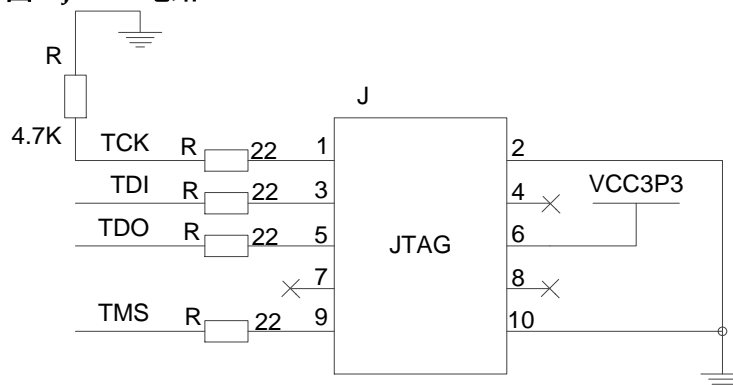 R
4.7K
J
TCK R 22 1
2
TDI R 22 3
4
VCC3P3
TDO R 22 5
JTAG
6
7
8
TMS R 22 9
10